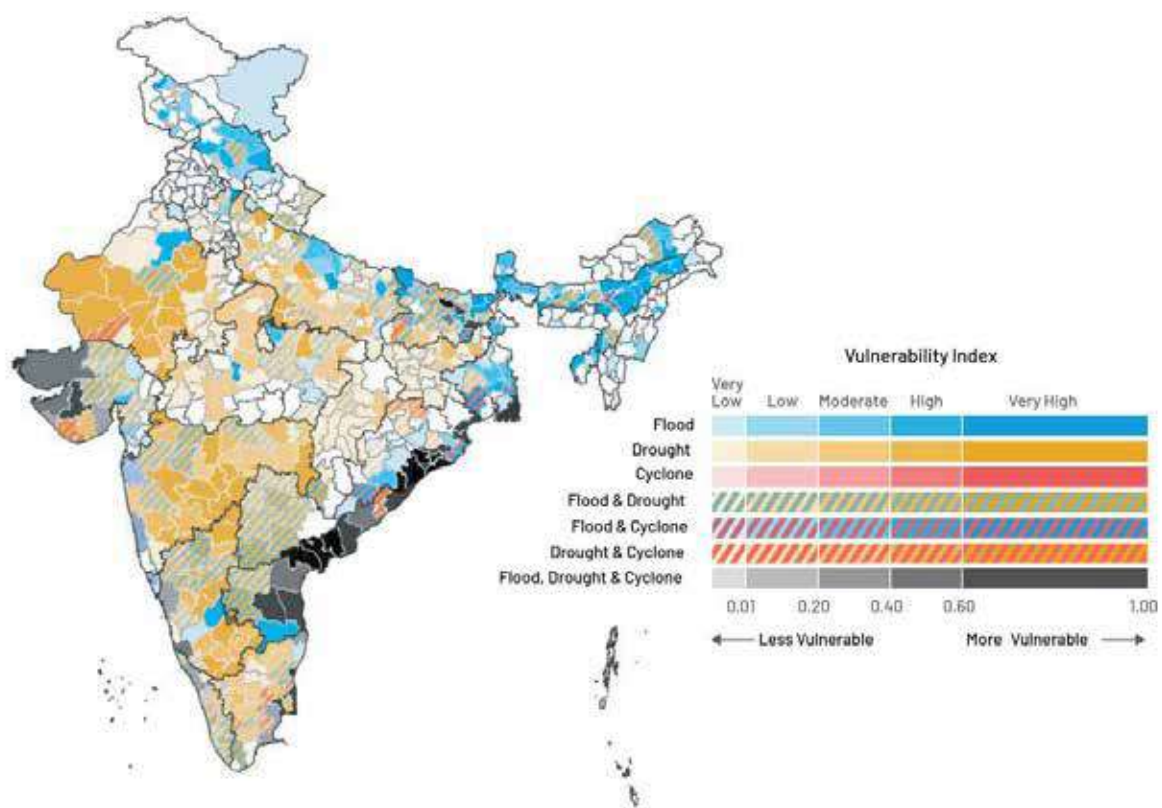 Vulnerability Index
Very Low Low Moderate High Very High
Flood
Drought
Cyclone
Flood & Drought
Flood & Cyclone
Drought & Cyclone
Flood, Drought & Cyclone
0.01 0.20 0.40 0.60 1.00
Less Vulnerable More Vulnerable